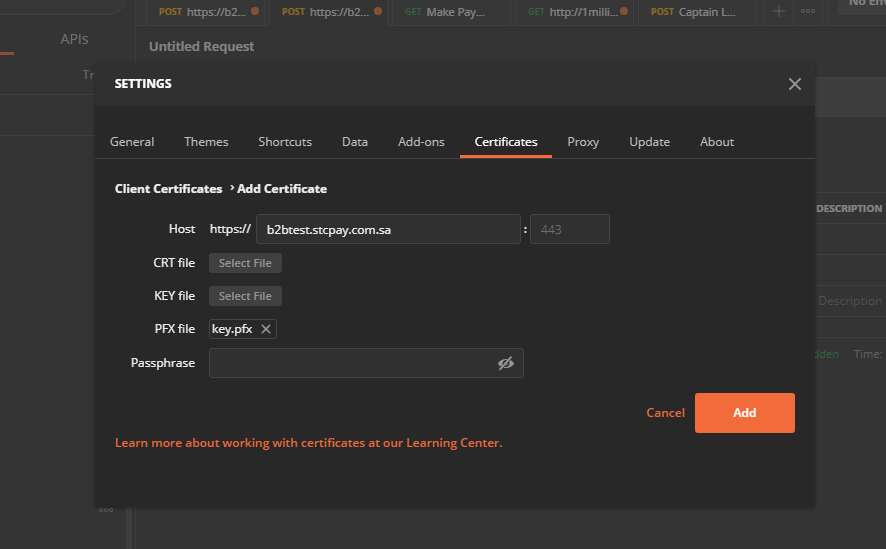 POST https://b2... POST https://b2... GET Make Pay... GET http://1milli... POST Captain L... + No Env
APIs
Untitled Request
Tr
SETTINGS
General Themes Shortcuts Data Add-ons Certificates Proxy Update About
Client Certificates > Add Certificate
DESCRIPTION
Host https:// b2btest.stcpay.com.sa : 443
CRT file Select File
KEY file Select File
Description
PFX file key.pfx
dden Time:
Passphrase
Cancel Add
Learn more about working with certificates at our Learning Center.